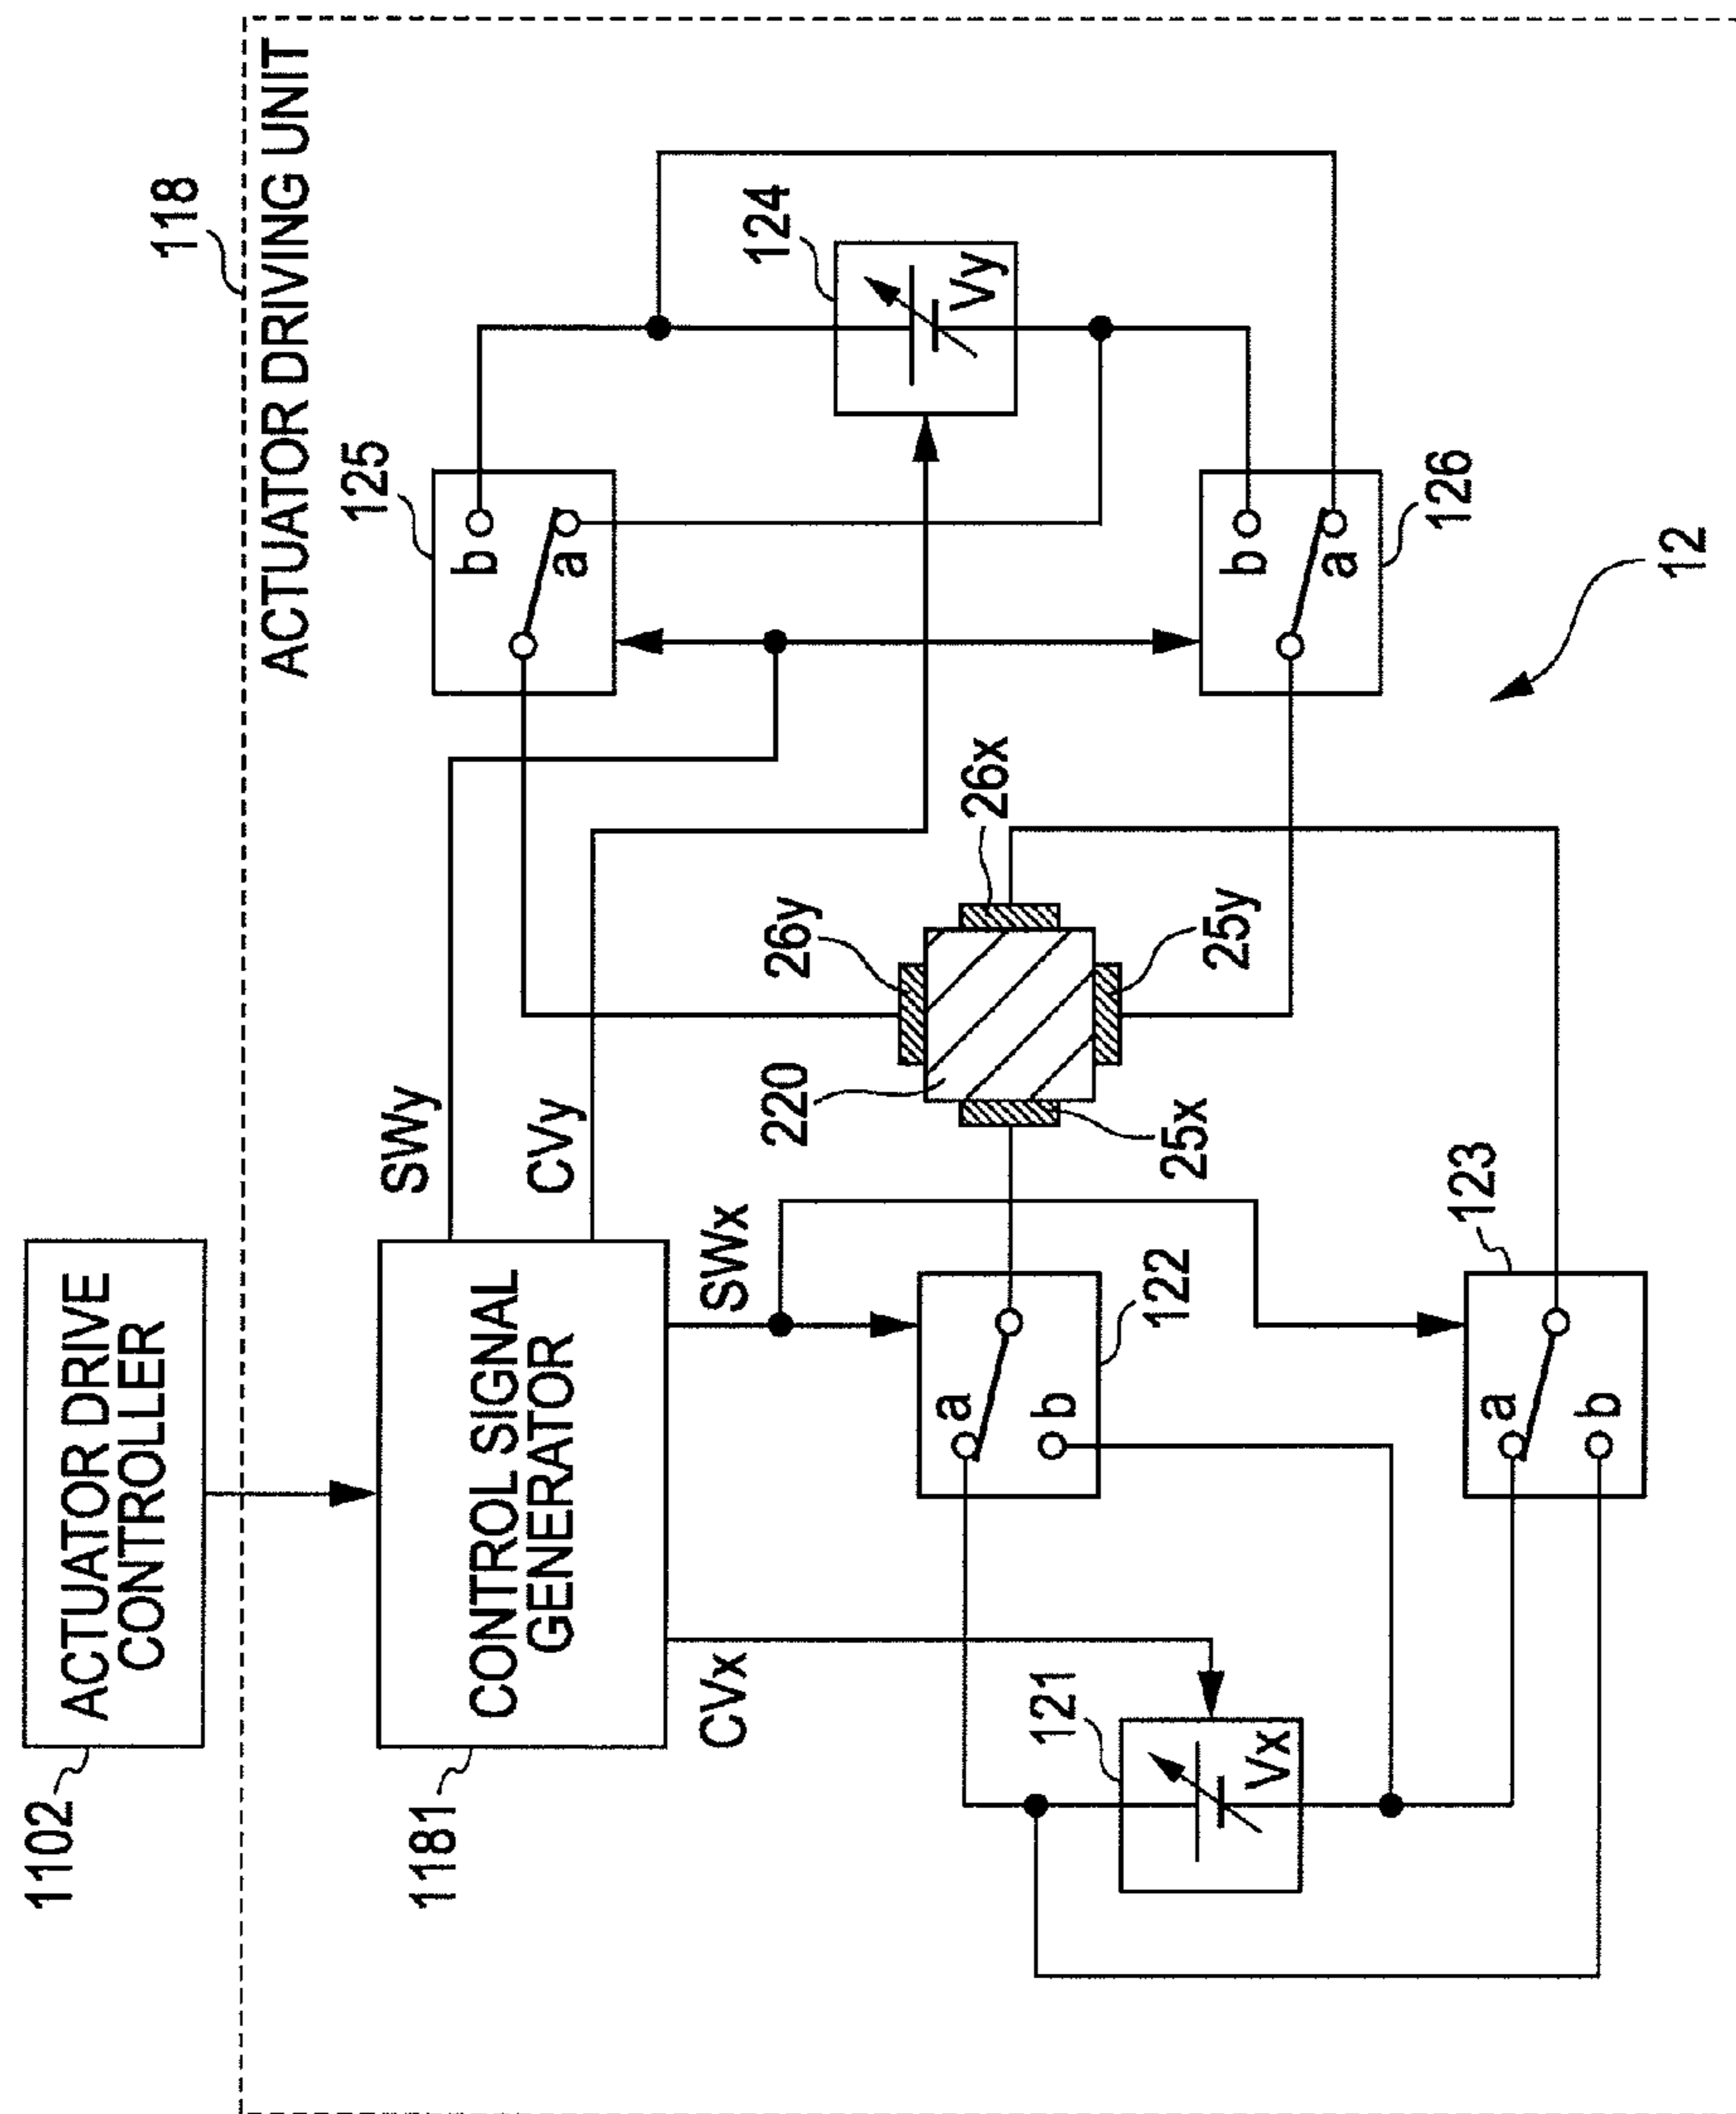 1102
ACTUATOR DRIVE
CONTROLLER
118
ACTUATOR DRIVING UNIT
1181
CONTROL SIGNAL
GENERATOR
SWy
CVy
SWx
CVx
125
b
a
124
Vy
26y
26x
220
25x
25y
121
Vx
a
b
122
123
a
b
b
a
126
12